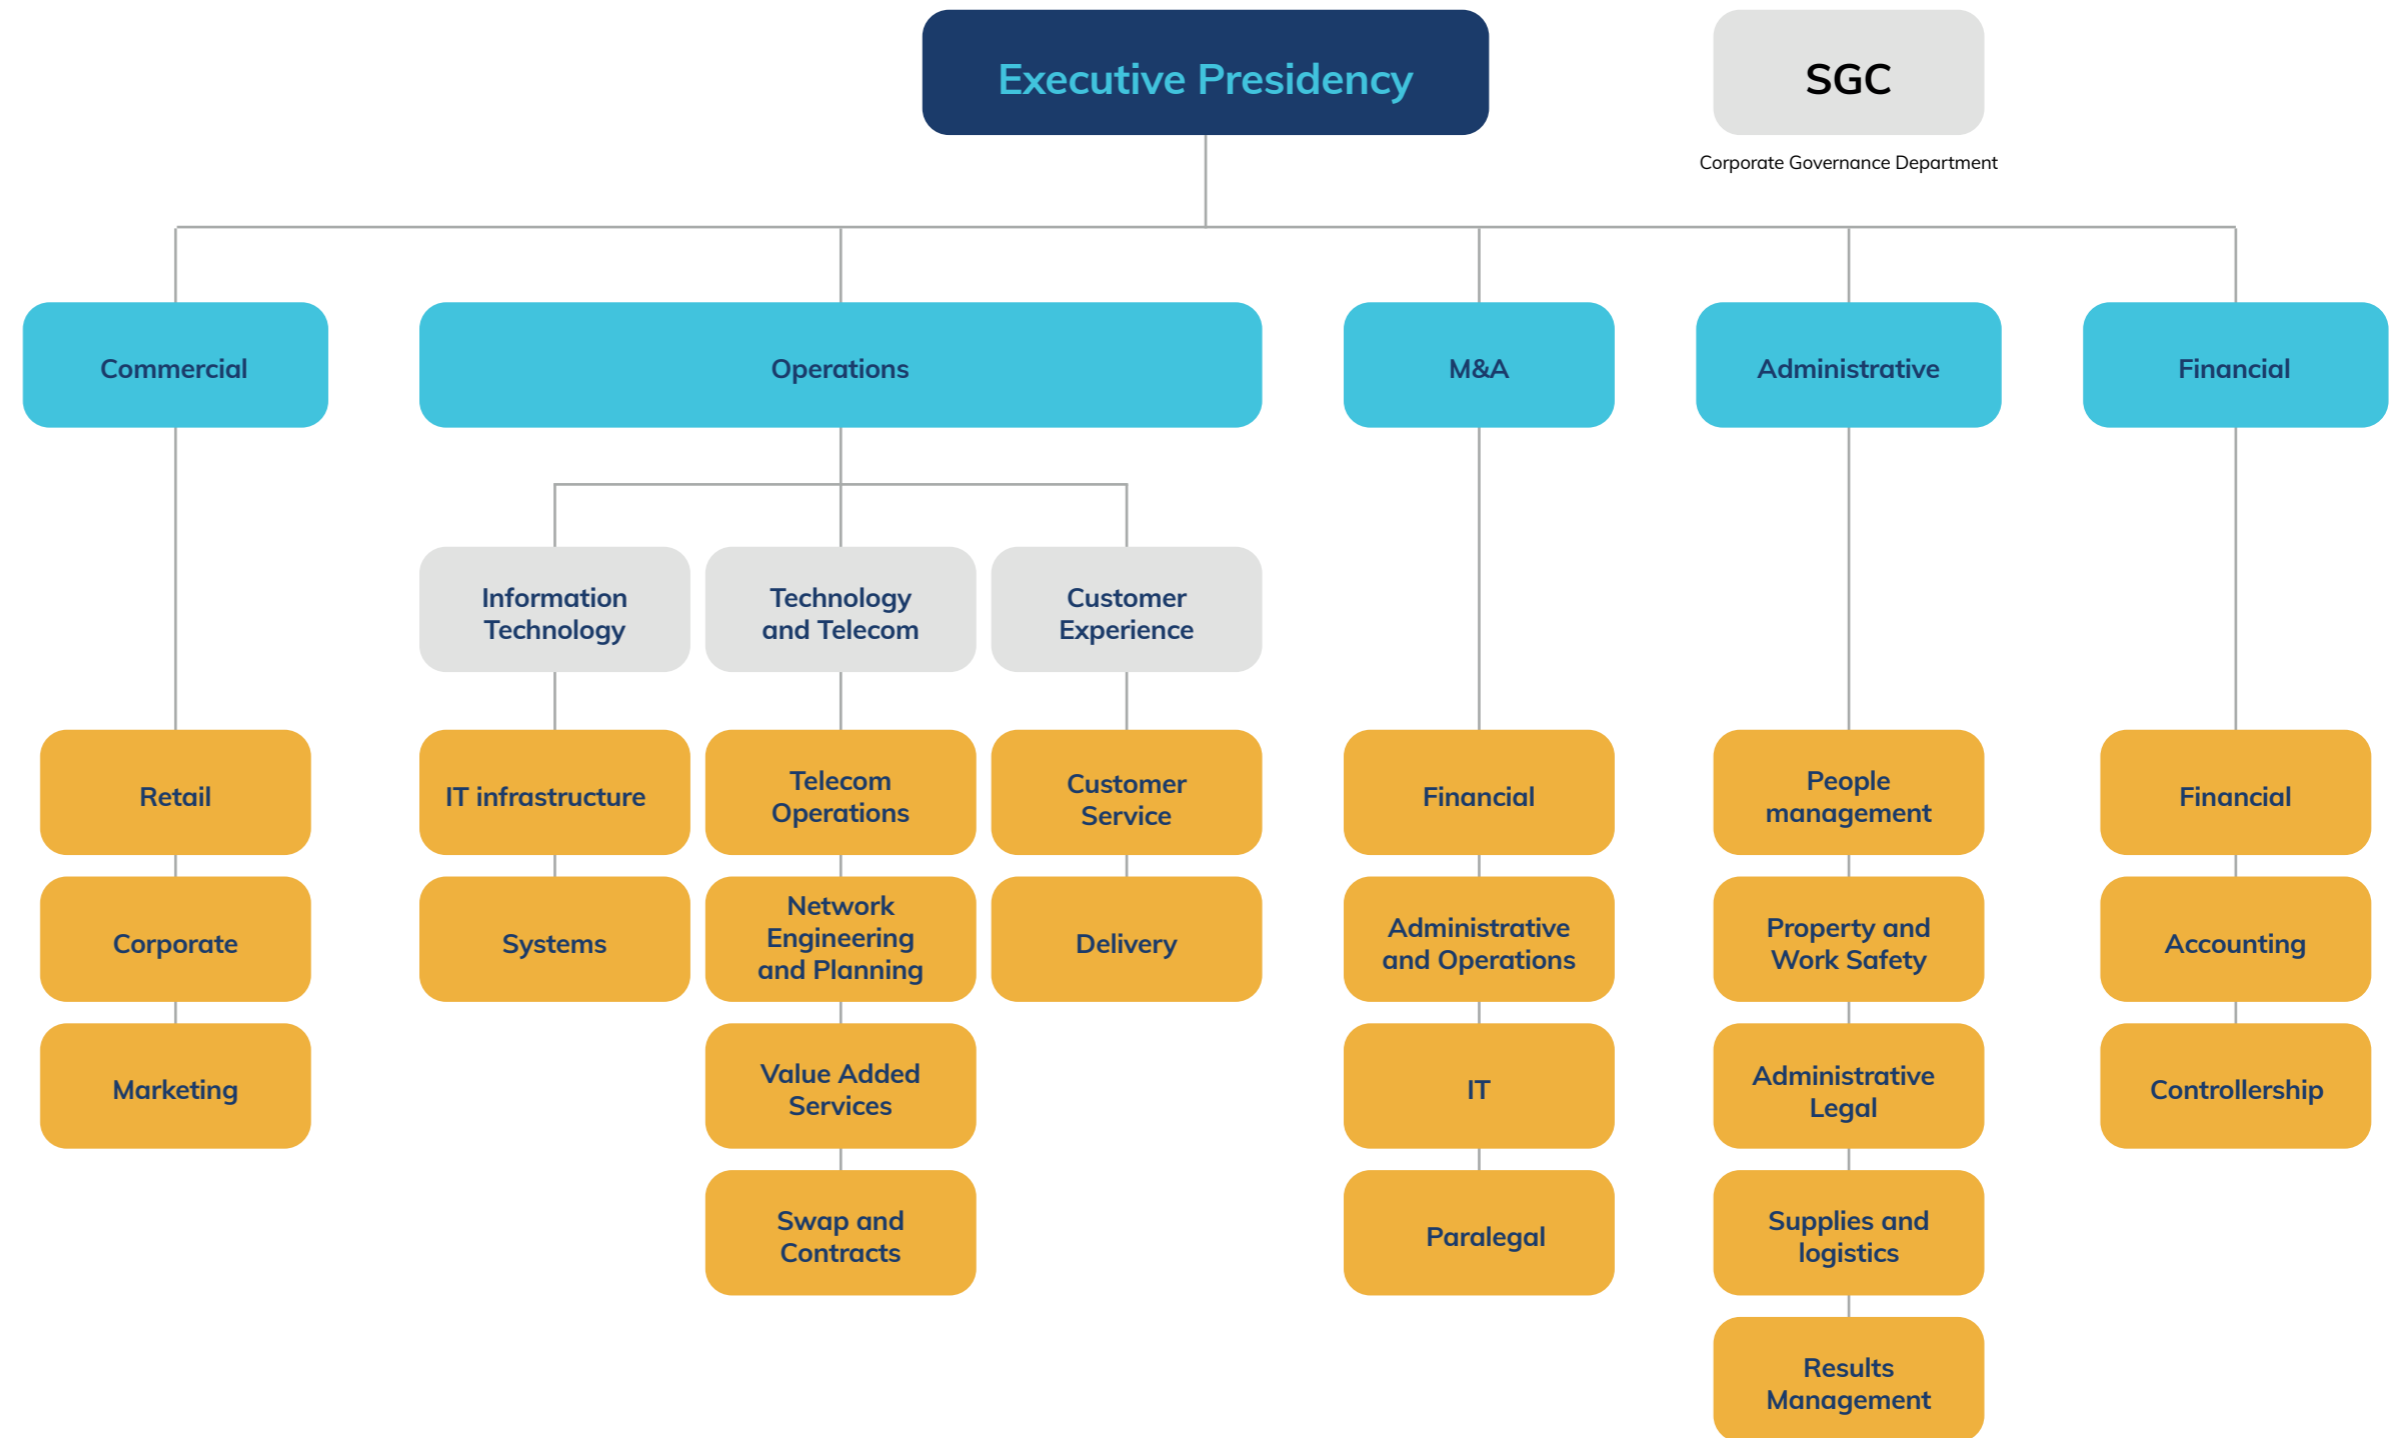 Executive Presidency
SGC
Corporate Governance Department
Commercial
Operations
M&A
Administrative
Financial
Information
Technology
Technology
and Telecom
Customer
Experience
Retail
IT infrastructure
Telecom
Operations
Customer
Service
Financial
People
management
Financial
Corporate
Systems
Network
Engineering
and Planning
Delivery
Administrative
and Operations
Property and
Work Safety
Accounting
Marketing
Value Added
Services
IT
Administrative
Legal
Controllership
Swap and
Contracts
Paralegal
Supplies and
logistics
Results
Management